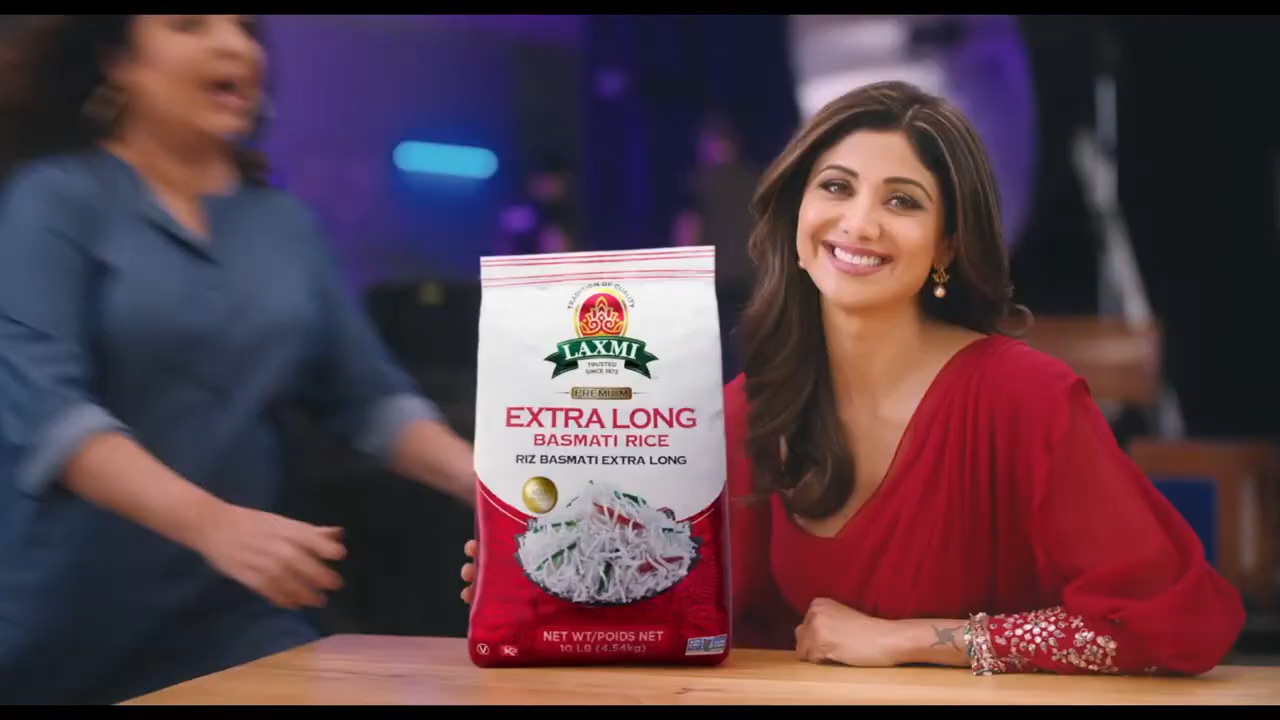 TRADITION OF QUALITY
LAXMI
TRUSTED
SINCE 1972
PREMIUM
EXTRA LONG
BASMATI RICE
RIZ BASMATI EXTRA LONG
NET WT/POIDS NET
10 LB (4.54kg)